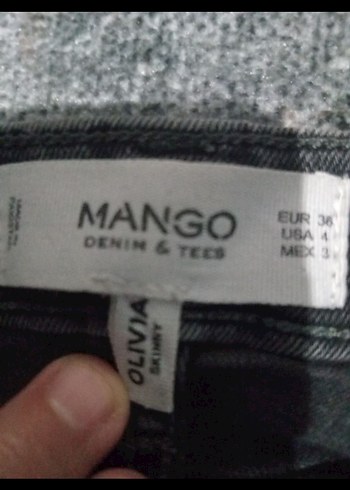 MANGO
DENIM & TEES
EUR 36
USA 4
MEX 3
OLIVIA
SKINNY